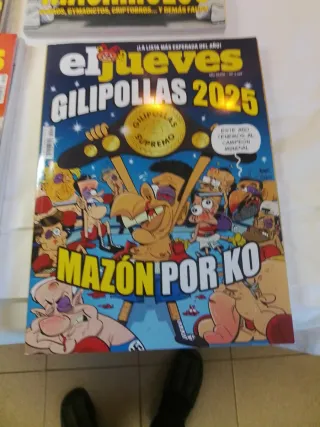 ¡LA LISTA MÁS ESPERADA DEL AÑO!
el jueves
GILIPOLLAS 2025
GILIPOLLAS
SUPREMO
ESTE AÑO
TENEMOS AL
CAMPEÓN
MUNDIAL
MAZÓN POR KO